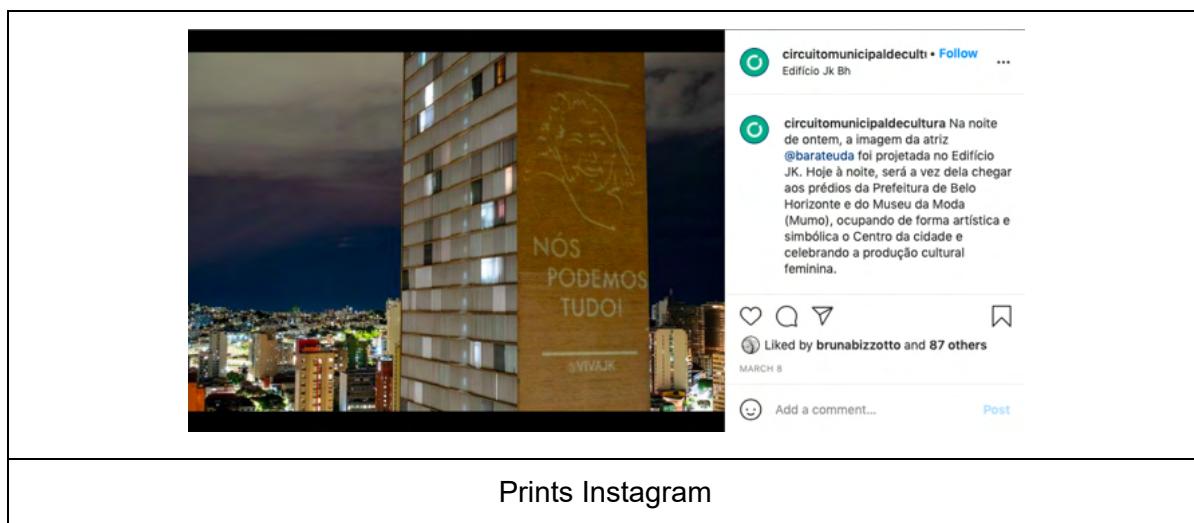 circuitomunicipaldecultu • Follow
Edifício Jk Bh
circuitomunicipaldecultura Na noite
de ontem, a imagem da atriz
@barateuda foi projetada no Edifício
JK. Hoje à noite, será a vez dela chegar
aos prédios da Prefeitura de Belo
Horizonte e do Museu da Moda
(Mumo), ocupando de forma artística e
simbólica o Centro da cidade e
celebrando a produção cultural
feminina.
NÓS
PODEMOS
TUDO!
@VIVAJK
Liked by brunabizzotto and 87 others
MARCH 8
Add a comment...
Post
Prints Instagram